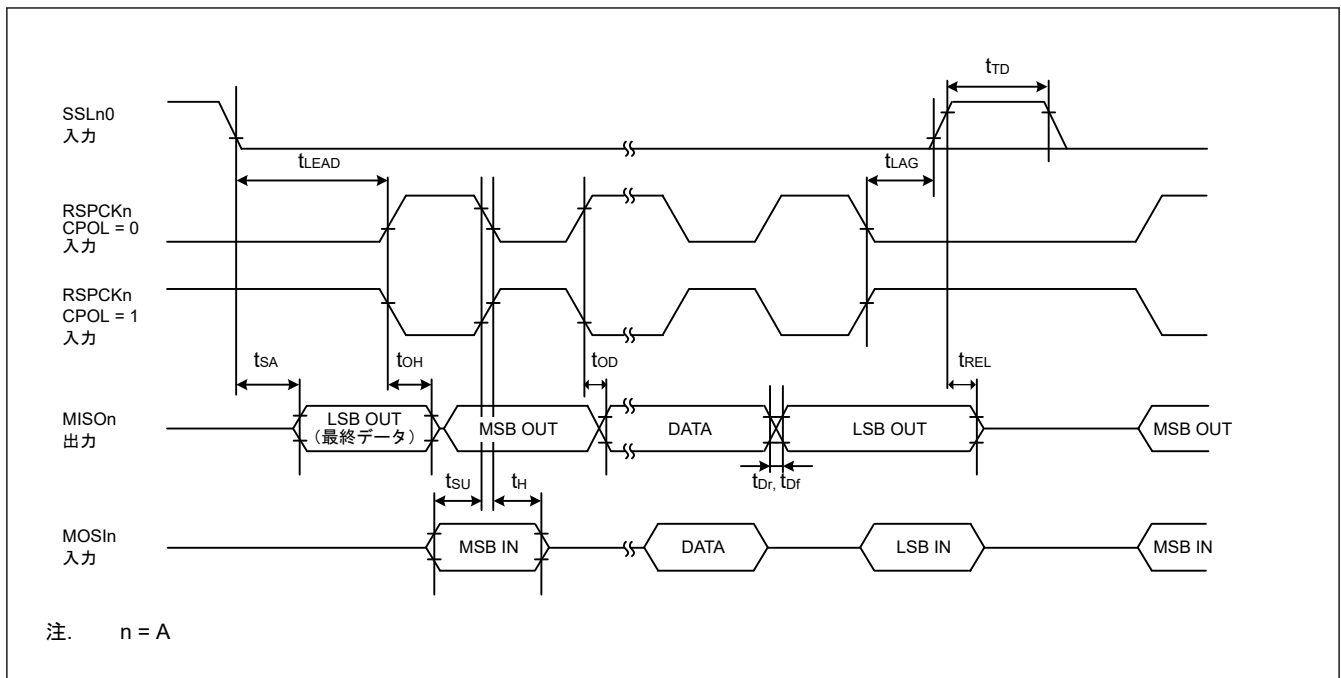 tTD
SSLn0
入力
tLEAD
tLAG
RSPCKn
CPOL = 0
入力
RSPCKn
CPOL = 1
入力
tSA
tOH
tOD
tREL
MISOn
出力
LSB OUT
（最終データ）
MSB OUT
DATA
LSB OUT
MSB OUT
tSU
tH
tDr, tDf
MOSIn
入力
MSB IN
DATA
LSB IN
MSB IN
注. n = A